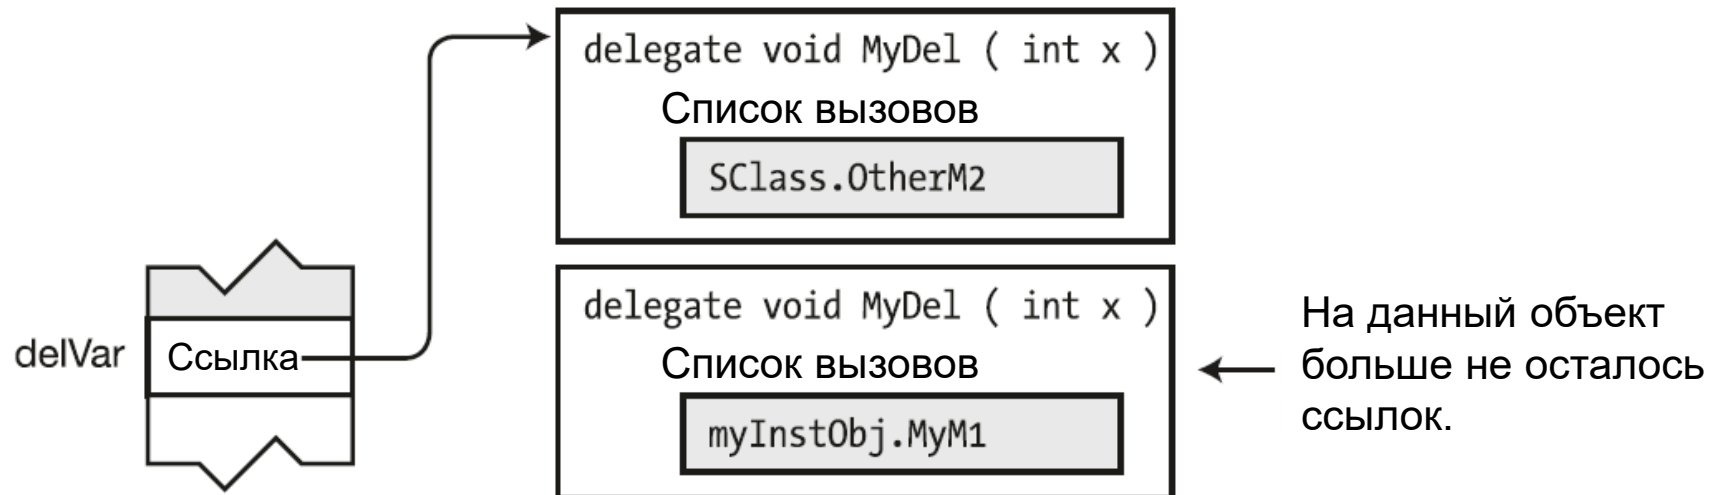 delegate void MyDel ( int x )
Список вызовов
SClass.OtherM2
delVar
Ссылка
delegate void MyDel ( int x )
Список вызовов
myInstObj.MyM1
На данный объект
больше не осталось
ссылок.